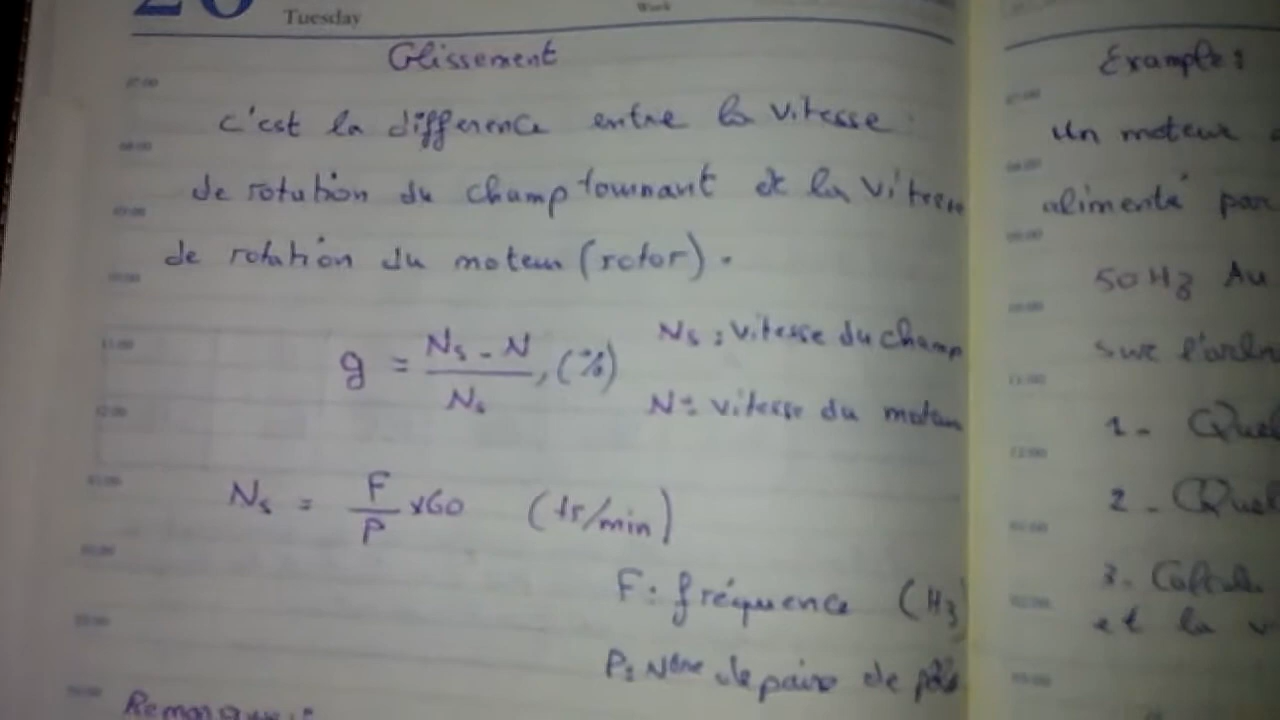 Tuesday
Work
Glissement
c'est la difference entre la vitesse
de rotation du champ tournant et la vitesse
de rotation du moteur (rotor).
g = (Ns - N) / Ns, (%)
Ns : vitesse du champ
N : vitesse du moteur
Ns = F/P x60 (tr/min)
F : fréquence (Hz
P : Nbre de paire de pôle
Remarque :
Example :
un moteur
alimenté par
50 Hz Au
sur l'
1 - Quel
2 - Quel
3 - Calcule
et la v